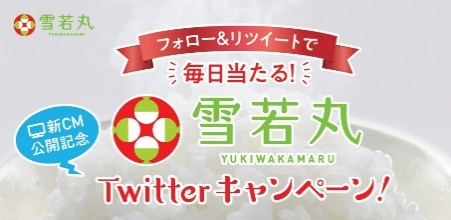 雪若丸
YUKIWAKAMARU
フォロー&リツイートで
毎日当たる!
新CM
公開記念
雪若丸
YUKIWAKAMARU
Twitterキャンペーン!